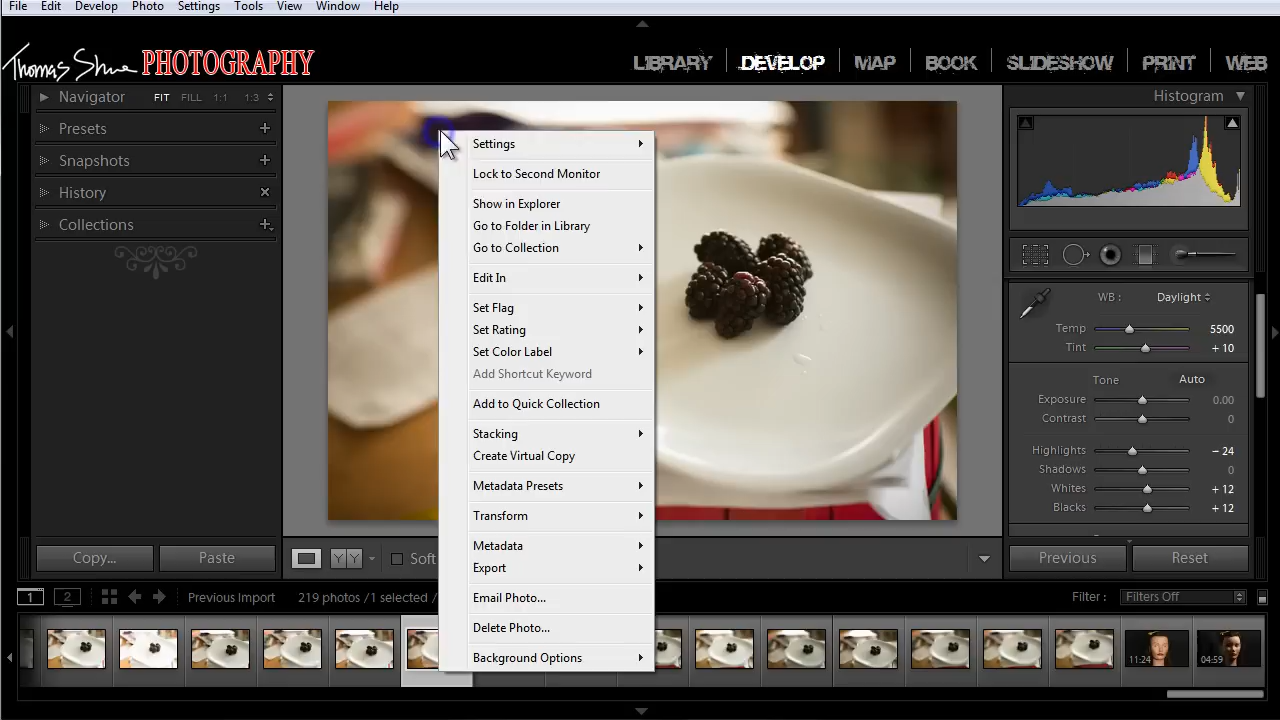 File Edit Develop Photo Settings Tools View Window Help
Thomas Shue PHOTOGRAPHY
LIBRARY DEVELOP MAP BOOK SLIDESHOW PRINT WEB
Navigator FIT FILL 1:1 1:3
Presets
Snapshots
History
Collections
Copy... Paste
Settings
Lock to Second Monitor
Show in Explorer
Go to Folder in Library
Go to Collection
Edit In
Set Flag
Set Rating
Set Color Label
Add Shortcut Keyword
Add to Quick Collection
Stacking
Create Virtual Copy
Metadata Presets
Transform
Metadata
Export
Email Photo...
Delete Photo...
Background Options
YY Soft
Histogram
WB: Daylight
Temp 5500
Tint + 10
Tone Auto
Exposure 0.00
Contrast 0
Highlights − 24
Shadows 0
Whites + 12
Blacks + 12
Previous Reset
1 2 Previous Import 219 photos /1 selected / Filter : Filters Off
11:24 04:59